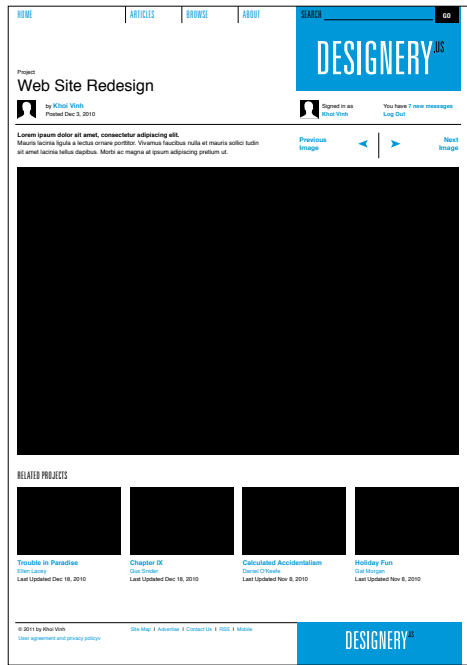 HOME ARTICLES BROWSE ABOUT SEARCH GO
DESIGNERY.US
Project
Web Site Redesign
by Khoi Vinh
Posted Dec 3, 2010
Signed in as
Khoi Vinh
You have 7 new messages
Log Out
Lorem ipsum dolor sit amet, consectetur adipiscing elit.
Mauris lacinia ligula a lectus ornare porttitor. Vivamus faucibus nulla et mauris sollici tudin
sit amet lacinia tellus dapibus. Morbi ac magna at ipsum adipiscing pretium ut.
Previous
Image
Next
Image
RELATED PROJECTS
Trouble in Paradise
Ellen Lacey
Last Updated Dec 18, 2010
Chapter IX
Gus Snider
Last Updated Dec 18, 2010
Calculated Accidentalism
Daniel O'Keefe
Last Updated Nov 8, 2010
Holiday Fun
Gat Morgan
Last Updated Nov 8, 2010
© 2011 by Khoi Vinh
User agreement and privacy policyv
Site Map | Advertise | Contact Us | RSS | Mobile
DESIGNERY.US